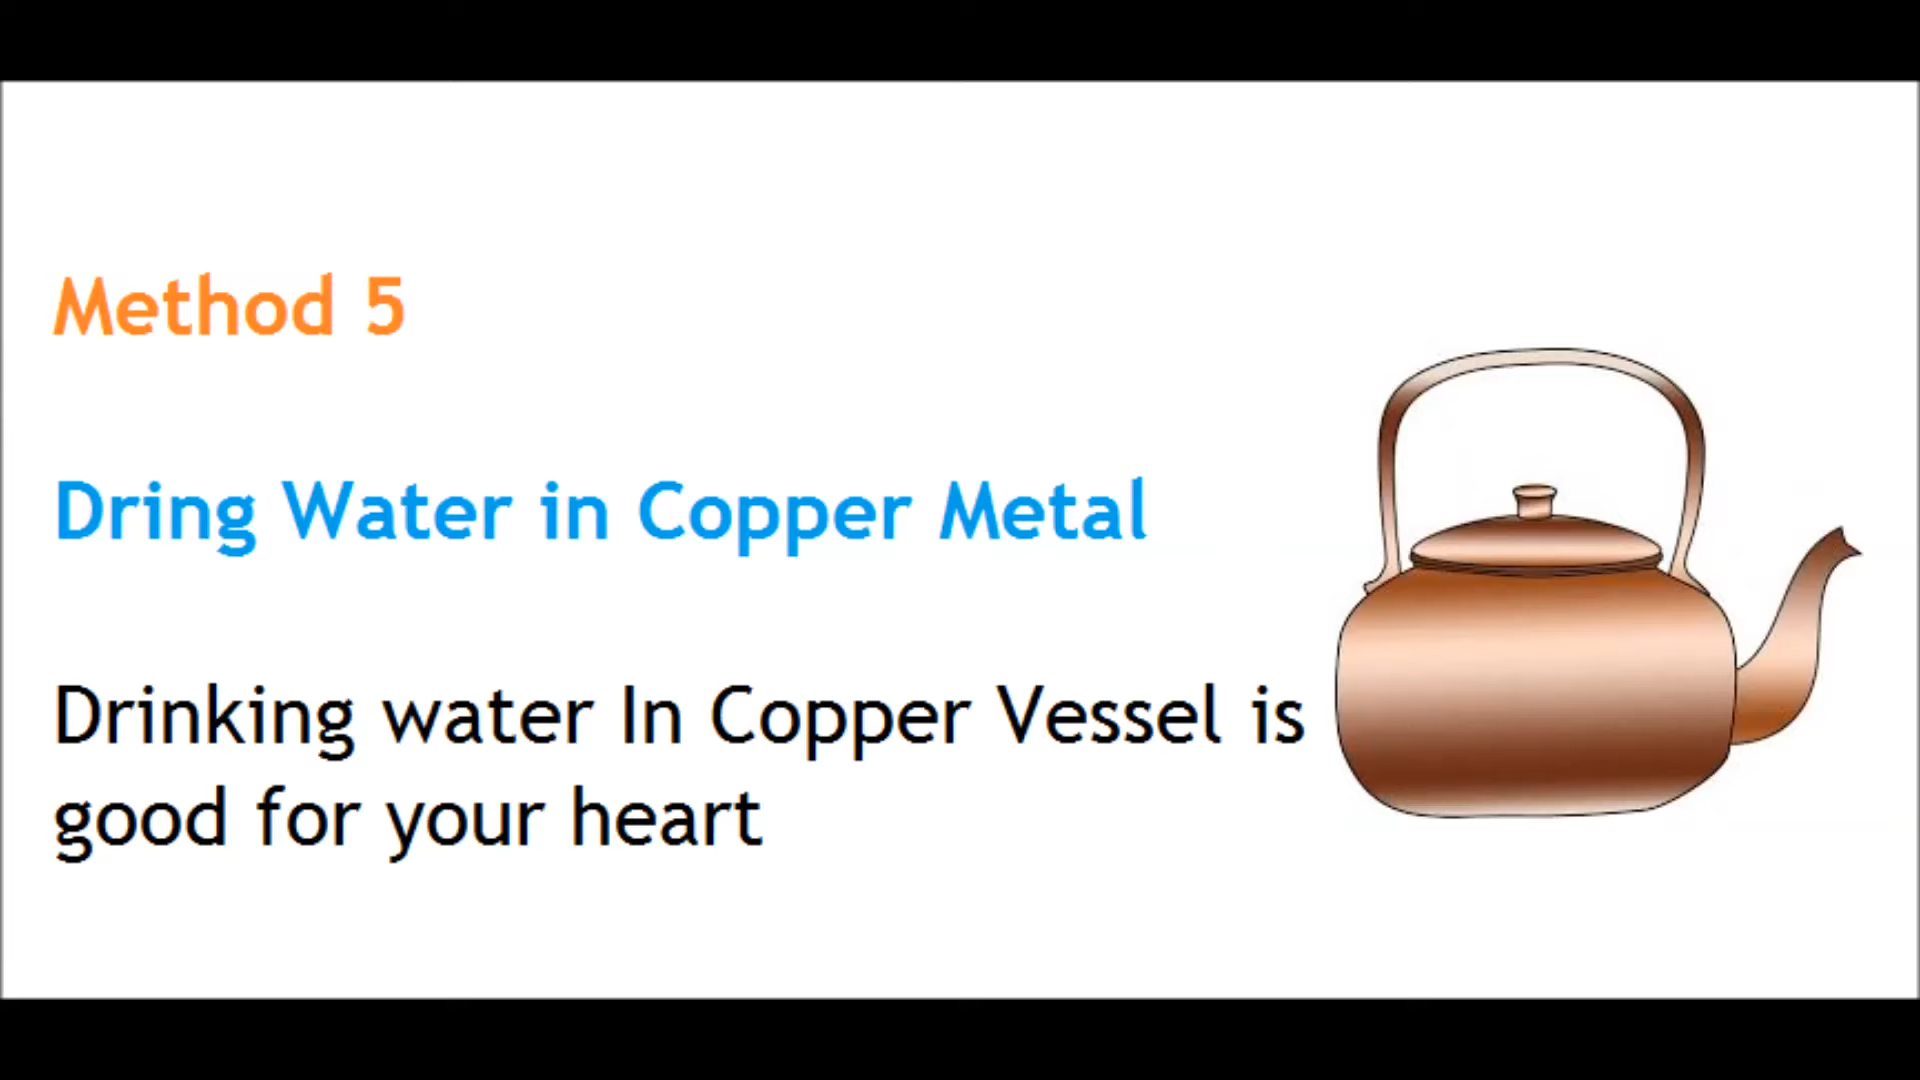 Method 5
Dring Water in Copper Metal
Drinking water In Copper Vessel is
good for your heart